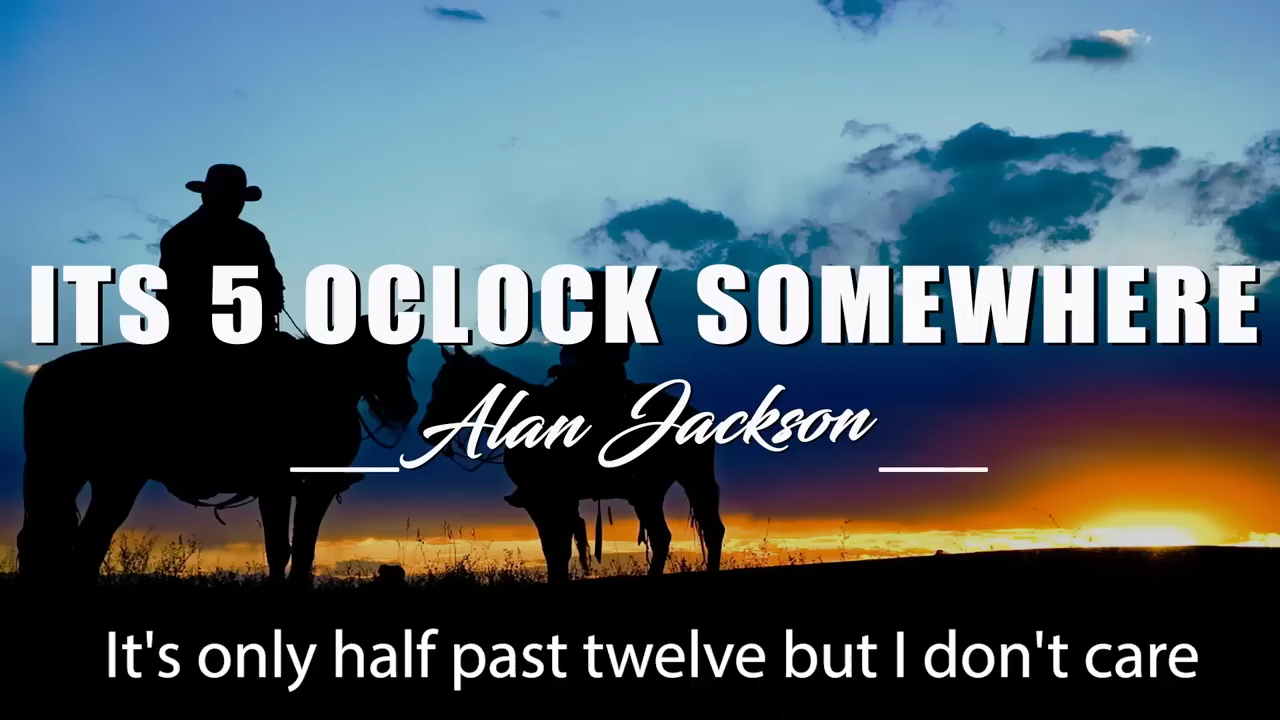 ITS 5 OCLOCK SOMEWHERE
Alan Jackson
It's only half past twelve but I don't care